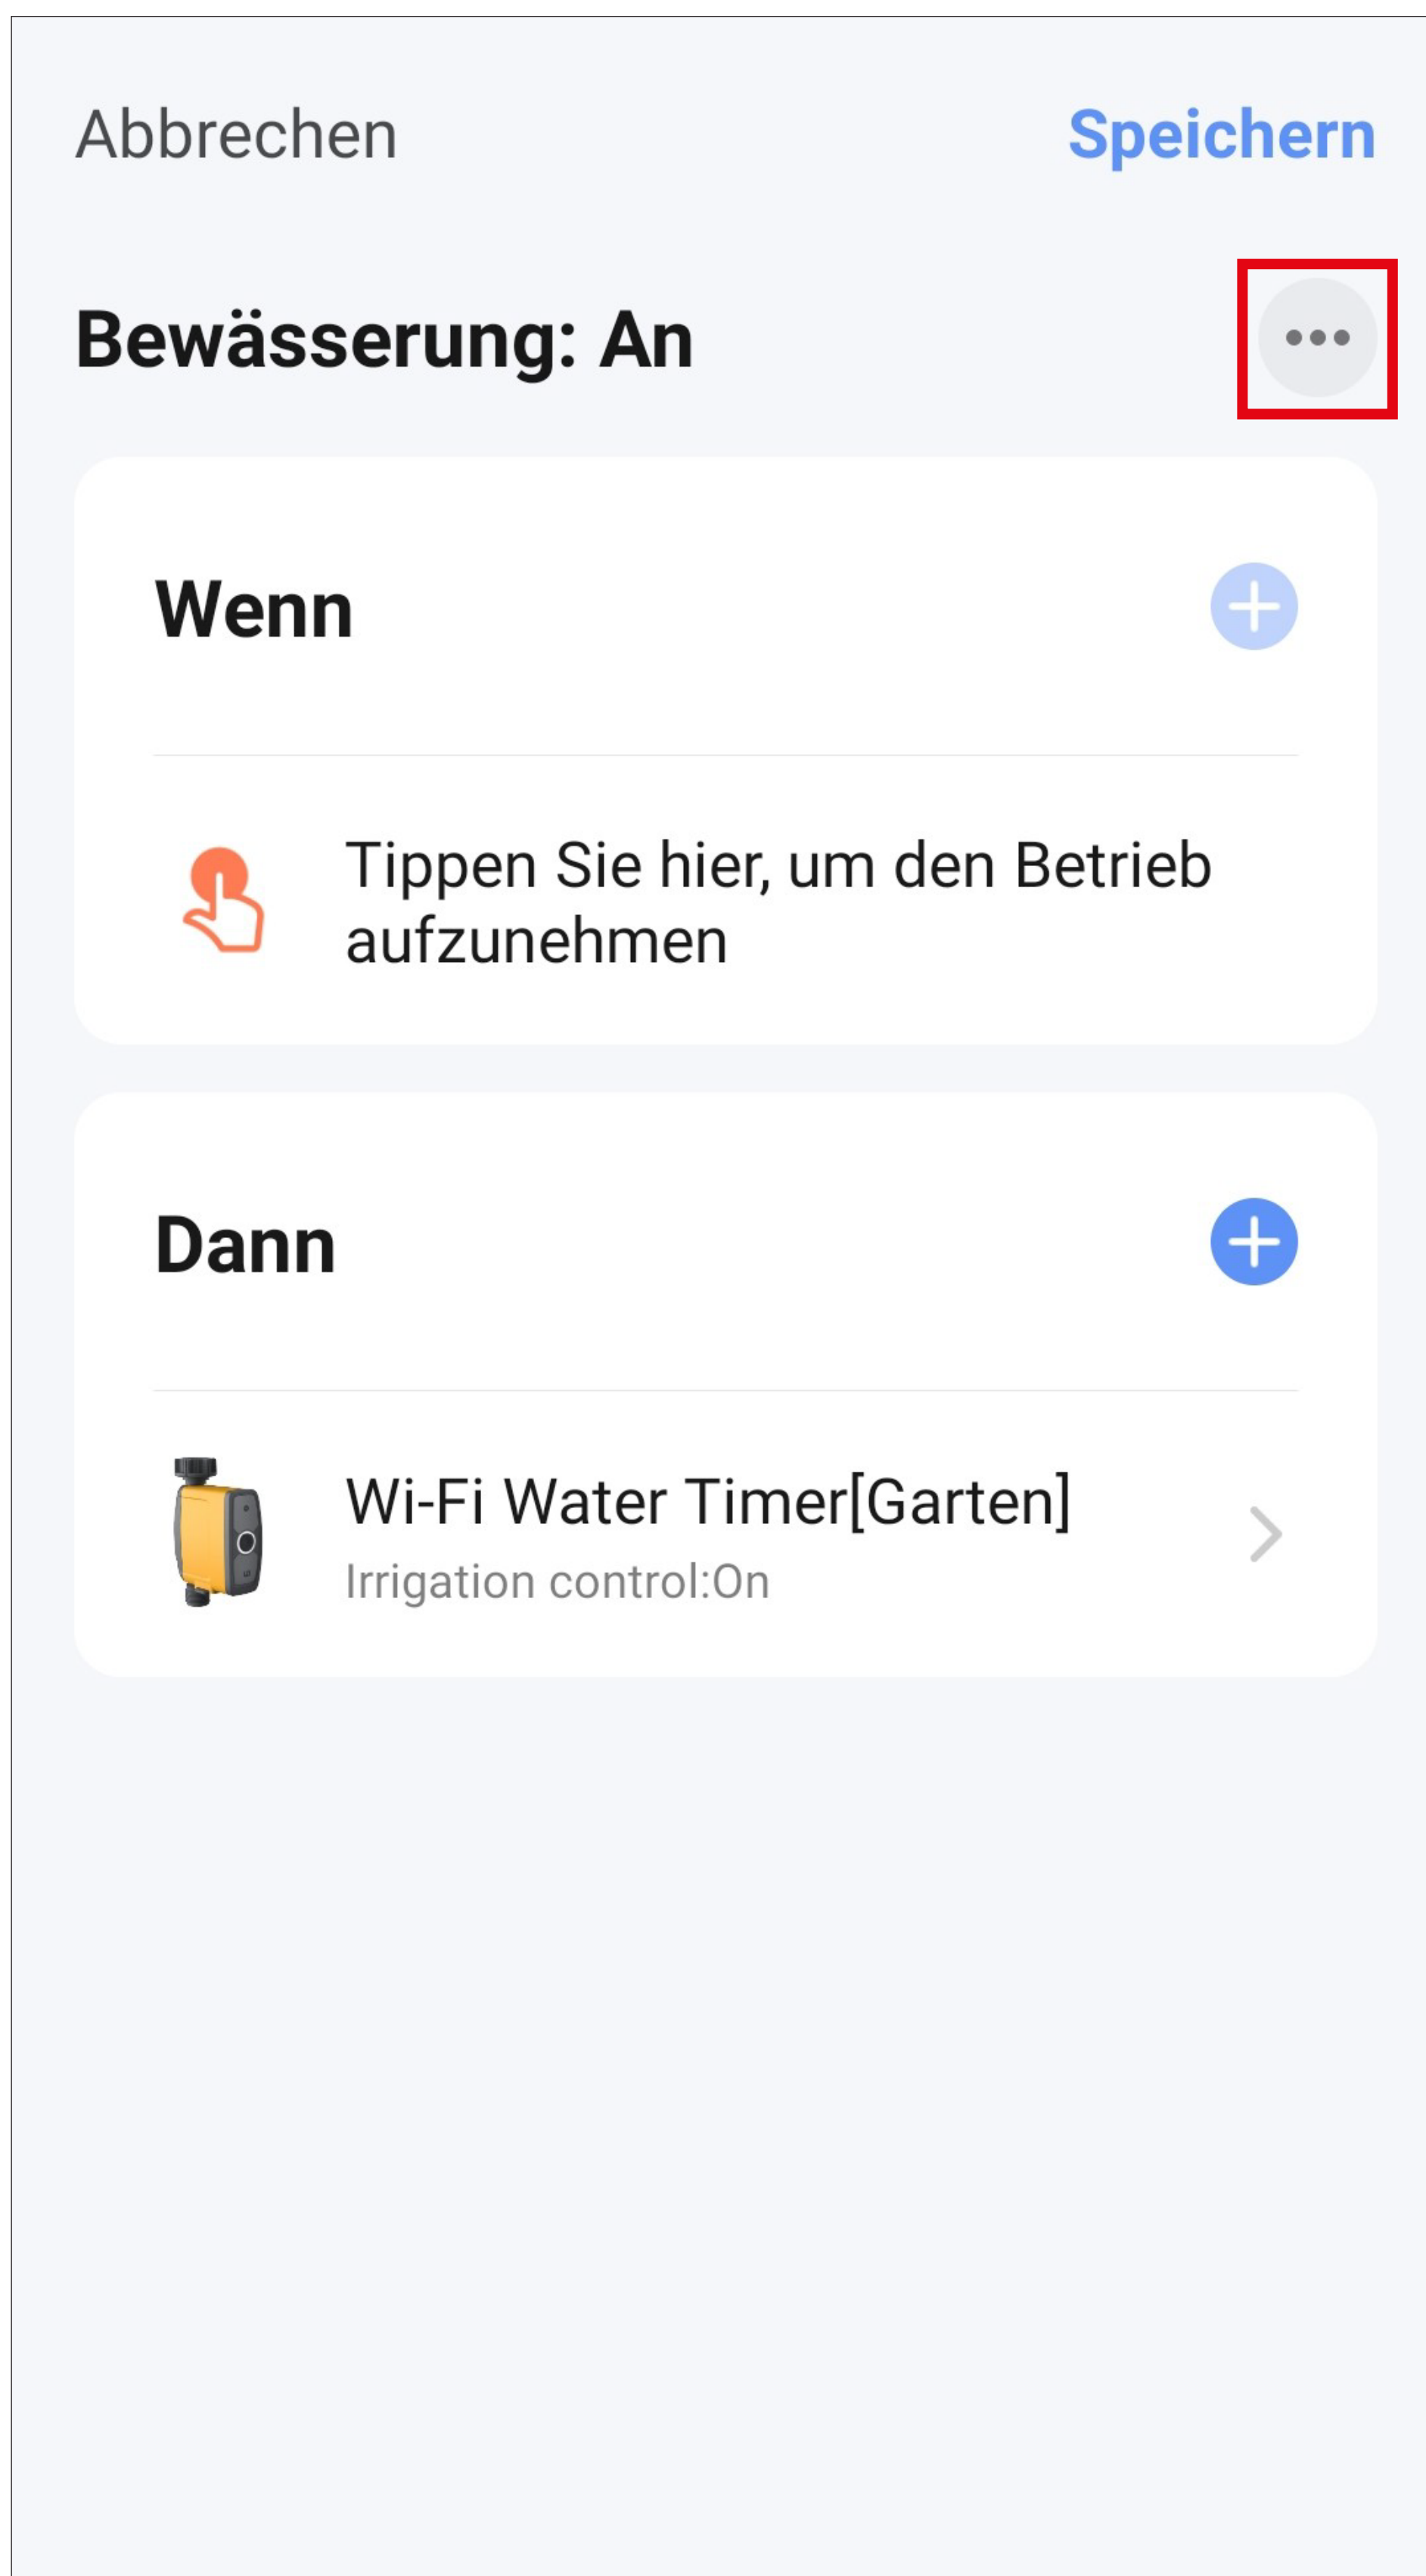 Abbrechen
Speichern
Bewässerung: An
Wenn
Tippen Sie hier, um den Betrieb
aufzunehmen
Dann
Wi-Fi Water Timer[Garten]
Irrigation control:On